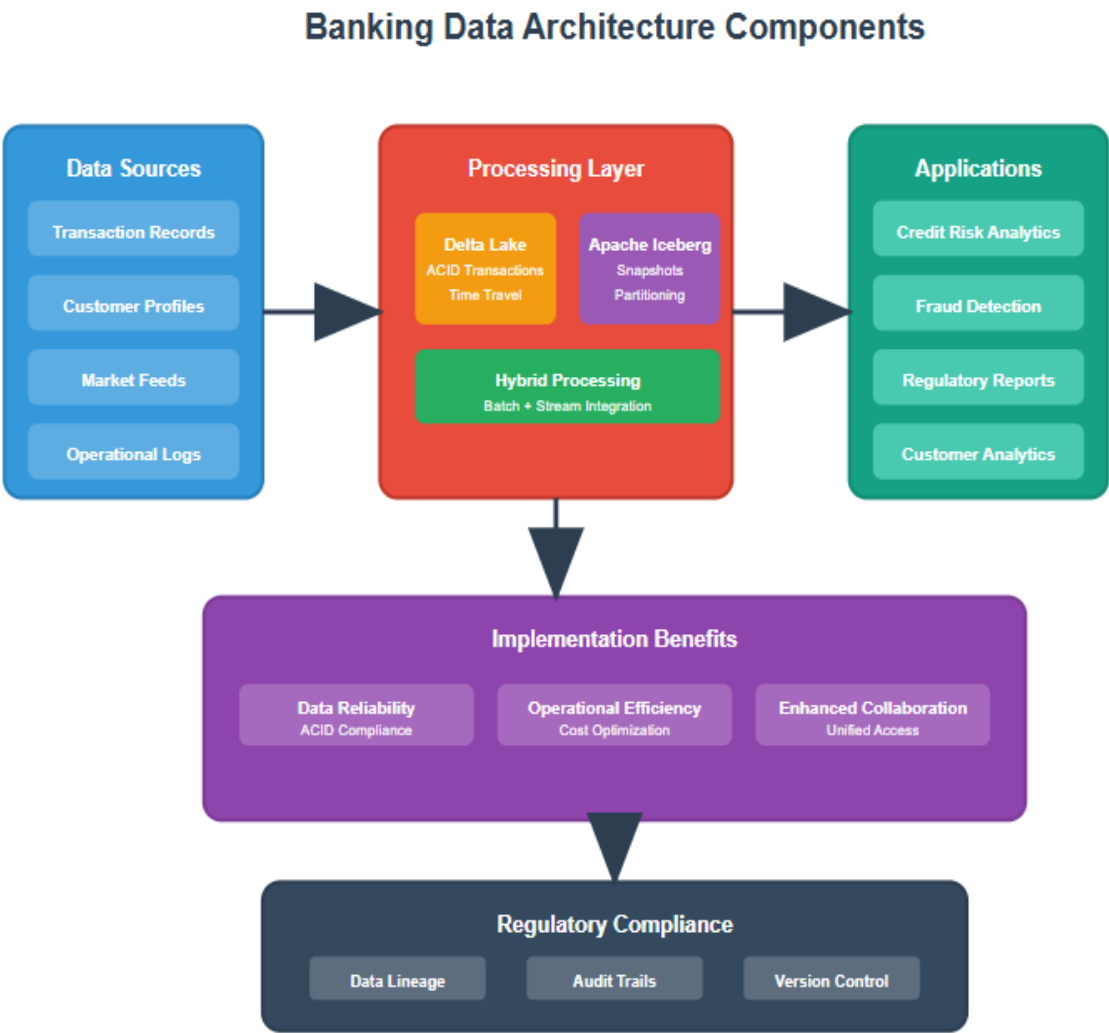 Banking Data Architecture Components
Data Sources
Transaction Records
Customer Profiles
Market Feeds
Operational Logs
Processing Layer
Delta Lake
ACID Transactions
Time Travel
Apache Iceberg
Snapshots
Partitioning
Hybrid Processing
Batch + Stream Integration
Applications
Credit Risk Analytics
Fraud Detection
Regulatory Reports
Customer Analytics
Implementation Benefits
Data Reliability
ACID Compliance
Operational Efficiency
Cost Optimization
Enhanced Collaboration
Unified Access
Regulatory Compliance
Data Lineage
Audit Trails
Version Control